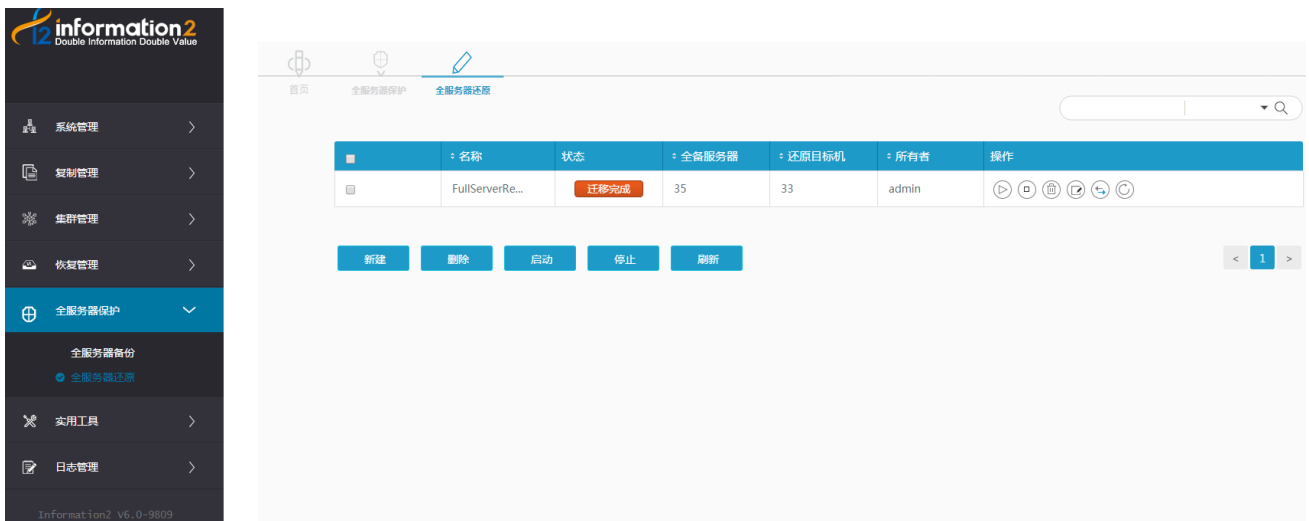 information2
Double Information Double Value
系统管理
复制管理
集群管理
恢复管理
全服务器保护
全服务器备份
全服务器还原
实用工具
日志管理
Information2 V6.0-9809
首页 全服务器保护 全服务器还原
名称 状态 全备服务器 还原目标机 所有者 操作
FullServerRe... 迁移完成 35 33 admin
新建 删除 启动 停止 刷新 < 1 >